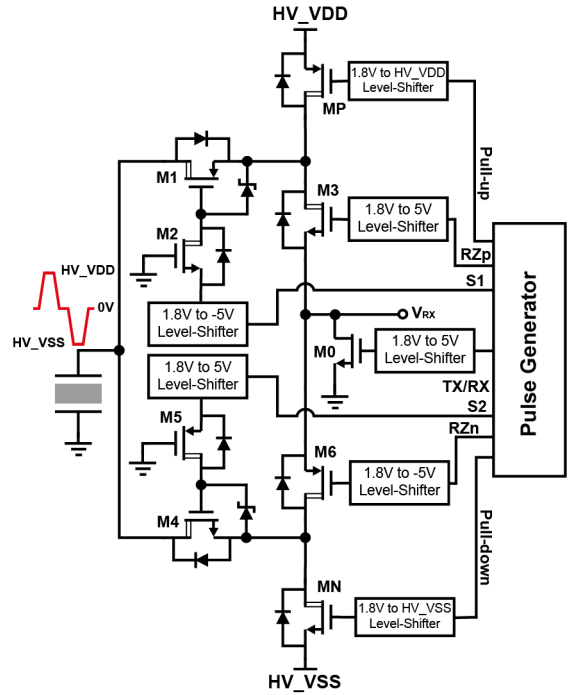 HV_VDD
1.8V to HV_VDD
Level-Shifter
MP
Pull-up
M1
M3
1.8V to 5V
Level-Shifter
RZp
M2
S1
HV_VDD
0V
HV_VSS
1.8V to -5V
Level-Shifter
VRX
M0
1.8V to 5V
Level-Shifter
TX/RX
1.8V to 5V
Level-Shifter
S2
Pulse Generator
M5
RZn
M6
1.8V to -5V
Level-Shifter
M4
Pull-down
MN
1.8V to HV_VSS
Level-Shifter
HV_VSS